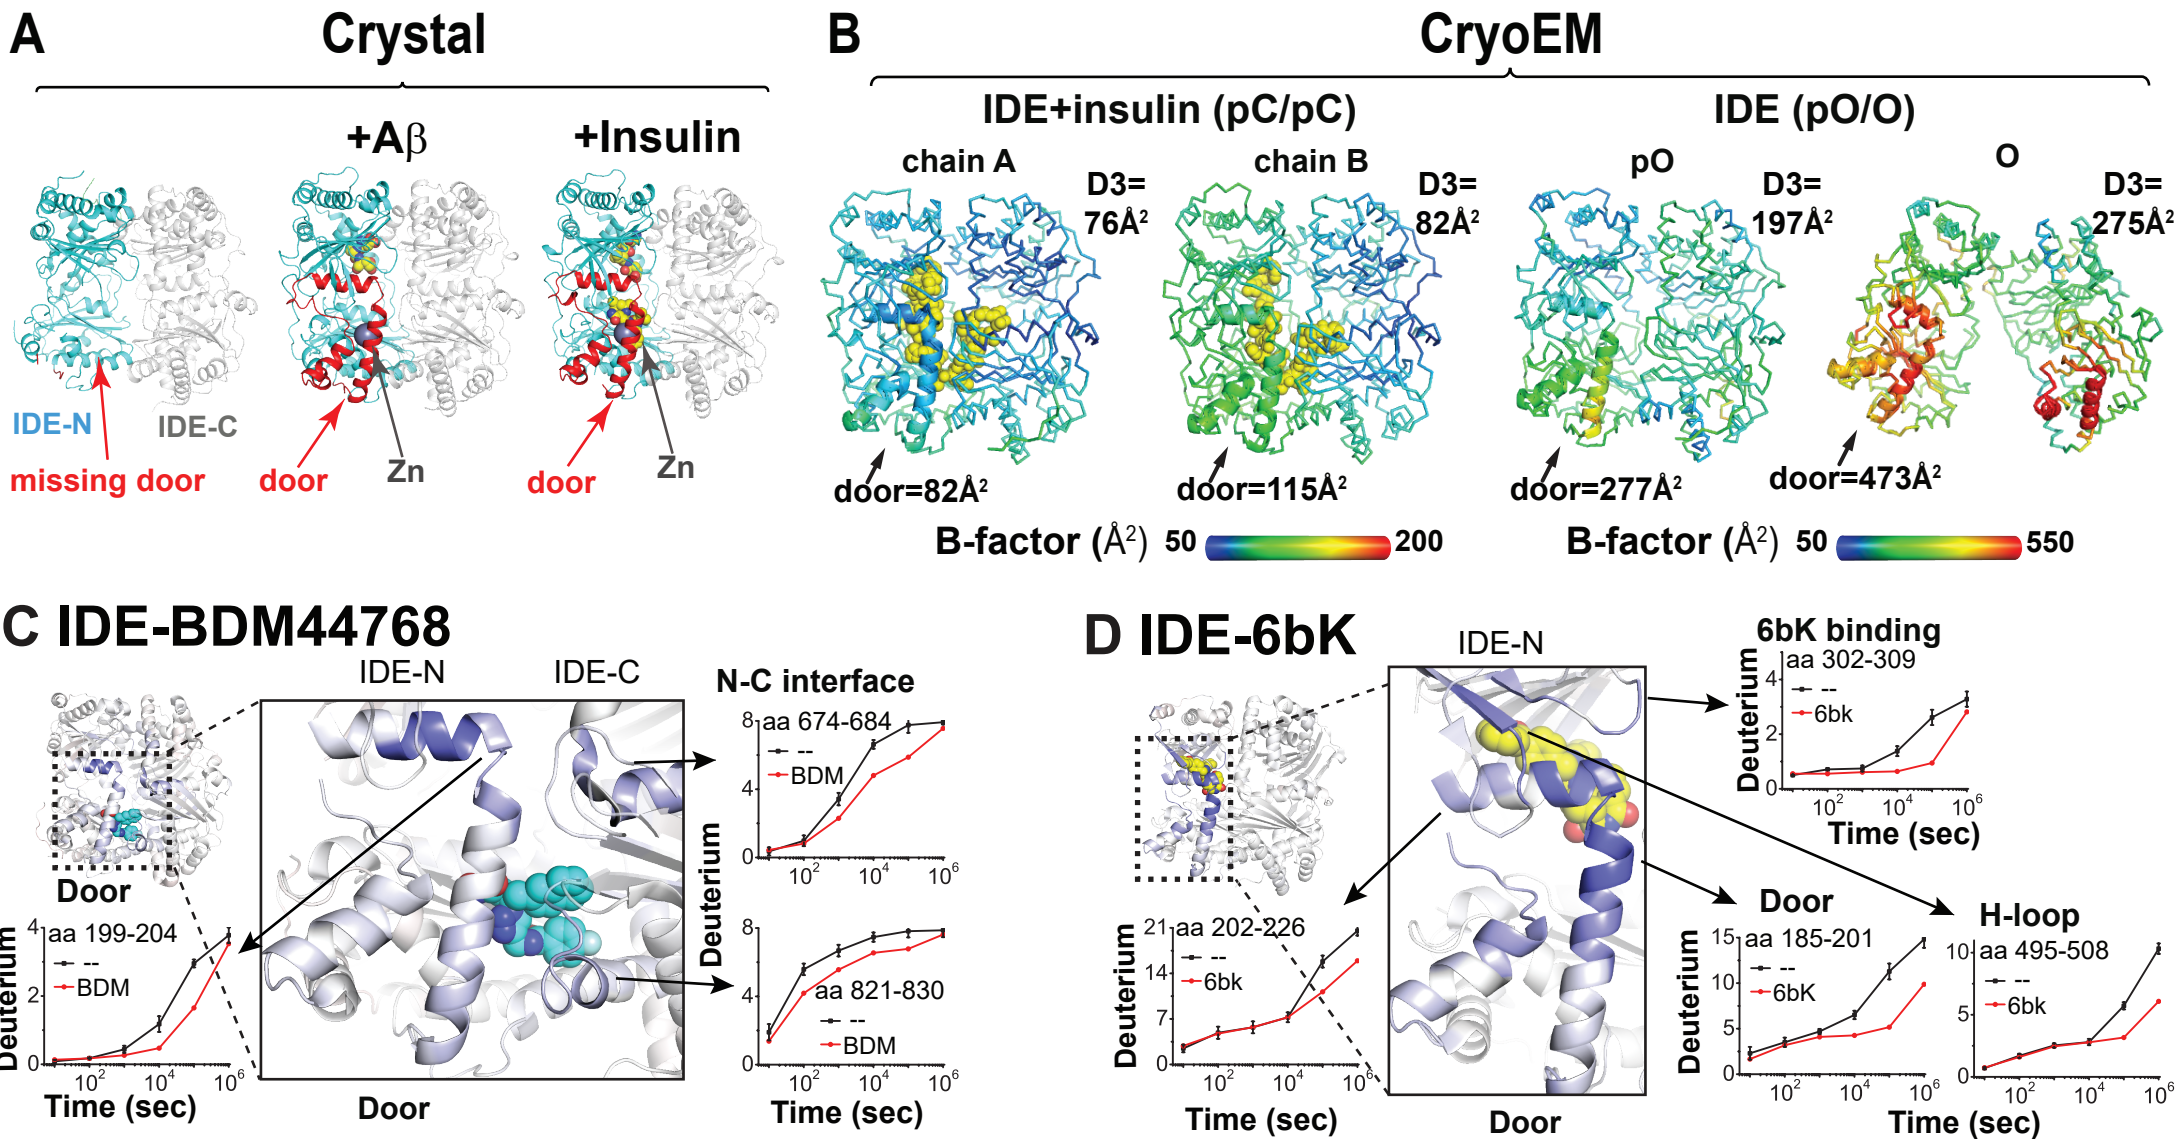 A
Crystal
+Aβ
+Insulin
IDE-N
IDE-C
missing door
door
Zn
door
Zn
B
CryoEM
IDE+insulin (pC/pC)
IDE (pO/O)
chain A
D3=
76Å²
chain B
D3=
82Å²
pO
D3=
197Å²
O
D3=
275Å²
door=82Å²
door=115Å²
door=277Å²
door=473Å²
B-factor (Å²) 50
200
B-factor (Å²) 50
550
C IDE-BDM44768
IDE-N
IDE-C
Door
Door
N-C interface
aa 674-684
--
BDM
8
4
0
10² 10⁴ 10⁶
Deuterium
aa 821-830
--
BDM
8
4
0
10² 10⁴ 10⁶
Time (sec)
aa 199-204
--
BDM
4
2
0
10² 10⁴ 10⁶
Deuterium
Time (sec)
D IDE-6bK
IDE-N
Door
6bK binding
aa 302-309
--
6bk
4
2
0
10² 10⁴ 10⁶
Deuterium
Time (sec)
aa 202-226
--
6bk
21
14
7
0
10² 10⁴ 10⁶
Deuterium
Time (sec)
Door
aa 185-201
--
6bK
15
10
5
0
10² 10⁴ 10⁶
Deuterium
H-loop
aa 495-508
--
6bk
10
5
0
10² 10⁴ 10⁶
Time (sec)